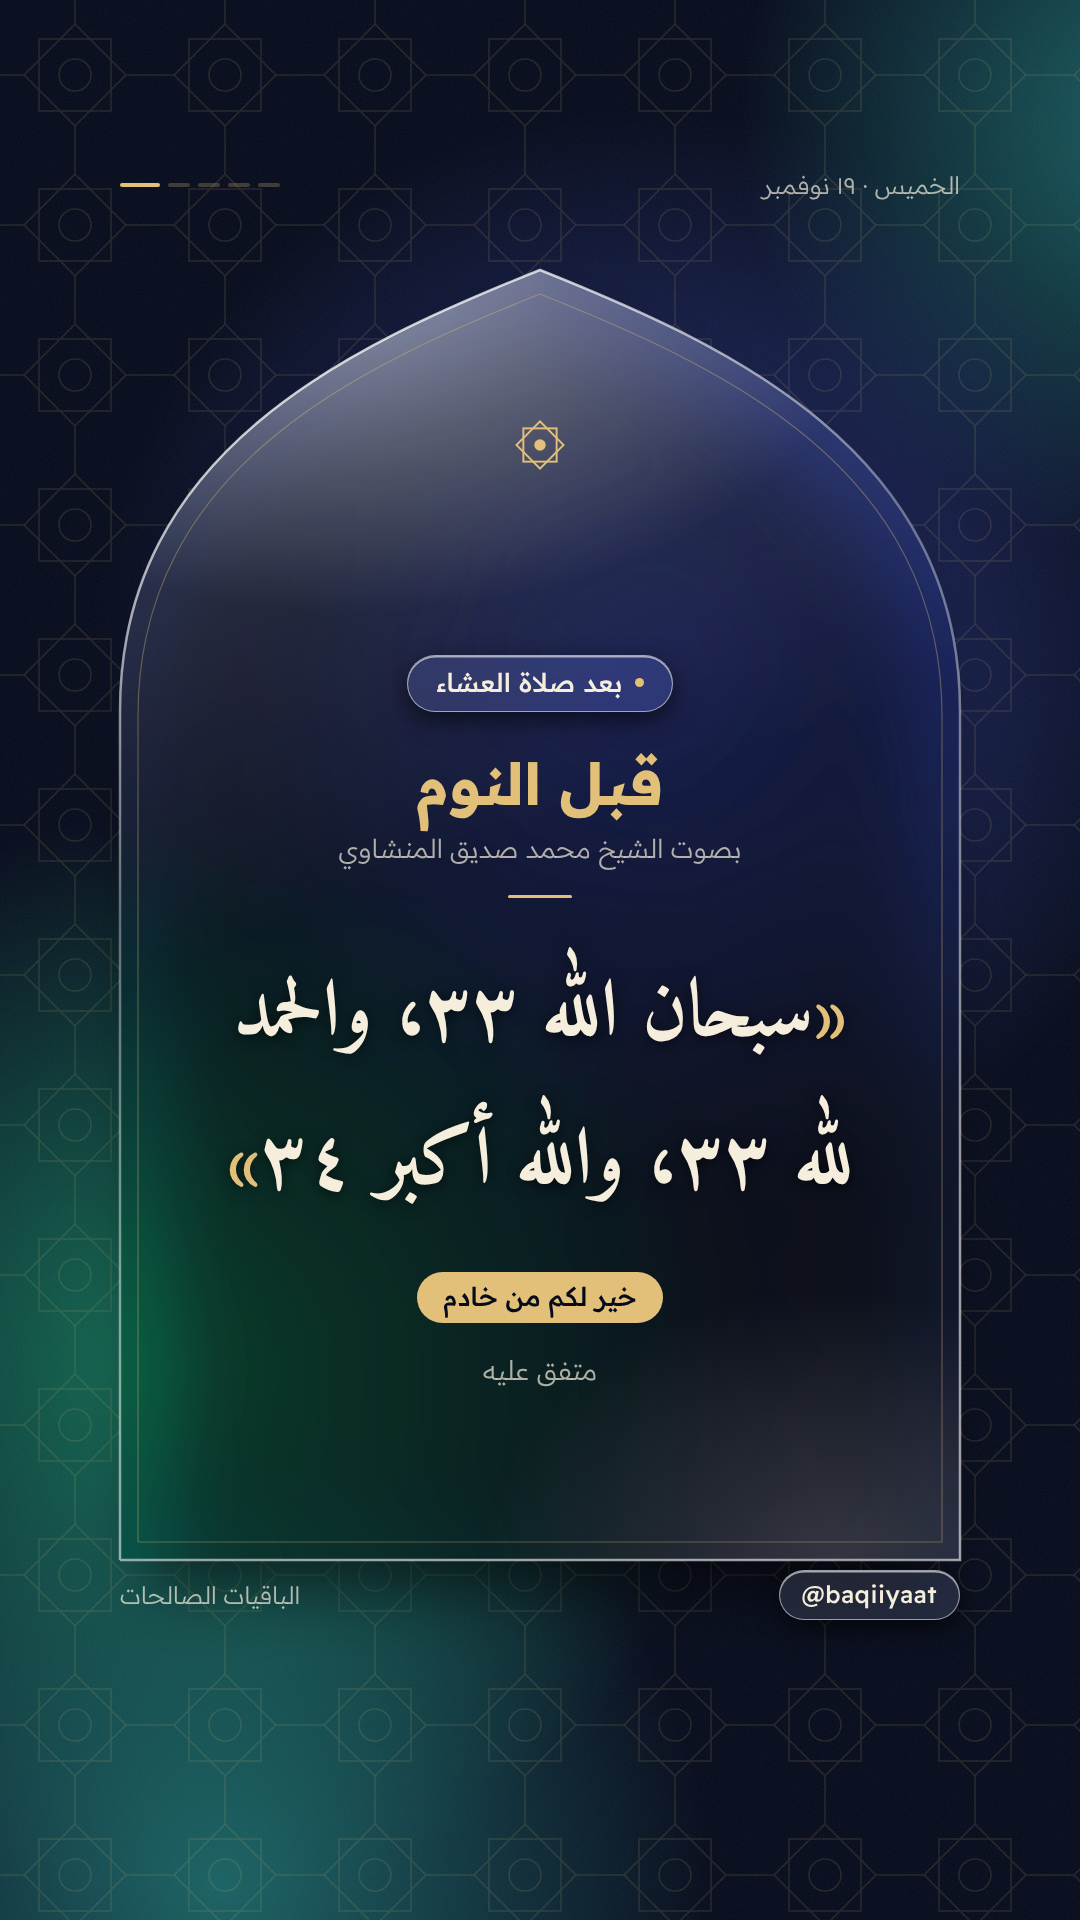 الخميس · ١٩ نوفمبر
بعد صلاة العشاء
قبل النوم
بصوت الشيخ محمد صديق المنشاوي
«سبحان الله ٣٣، والحمد
لله ٣٣، والله أكبر ٣٤»
خير لكم من خادم
متفق عليه
@baqiiyaat
الباقيات الصالحات